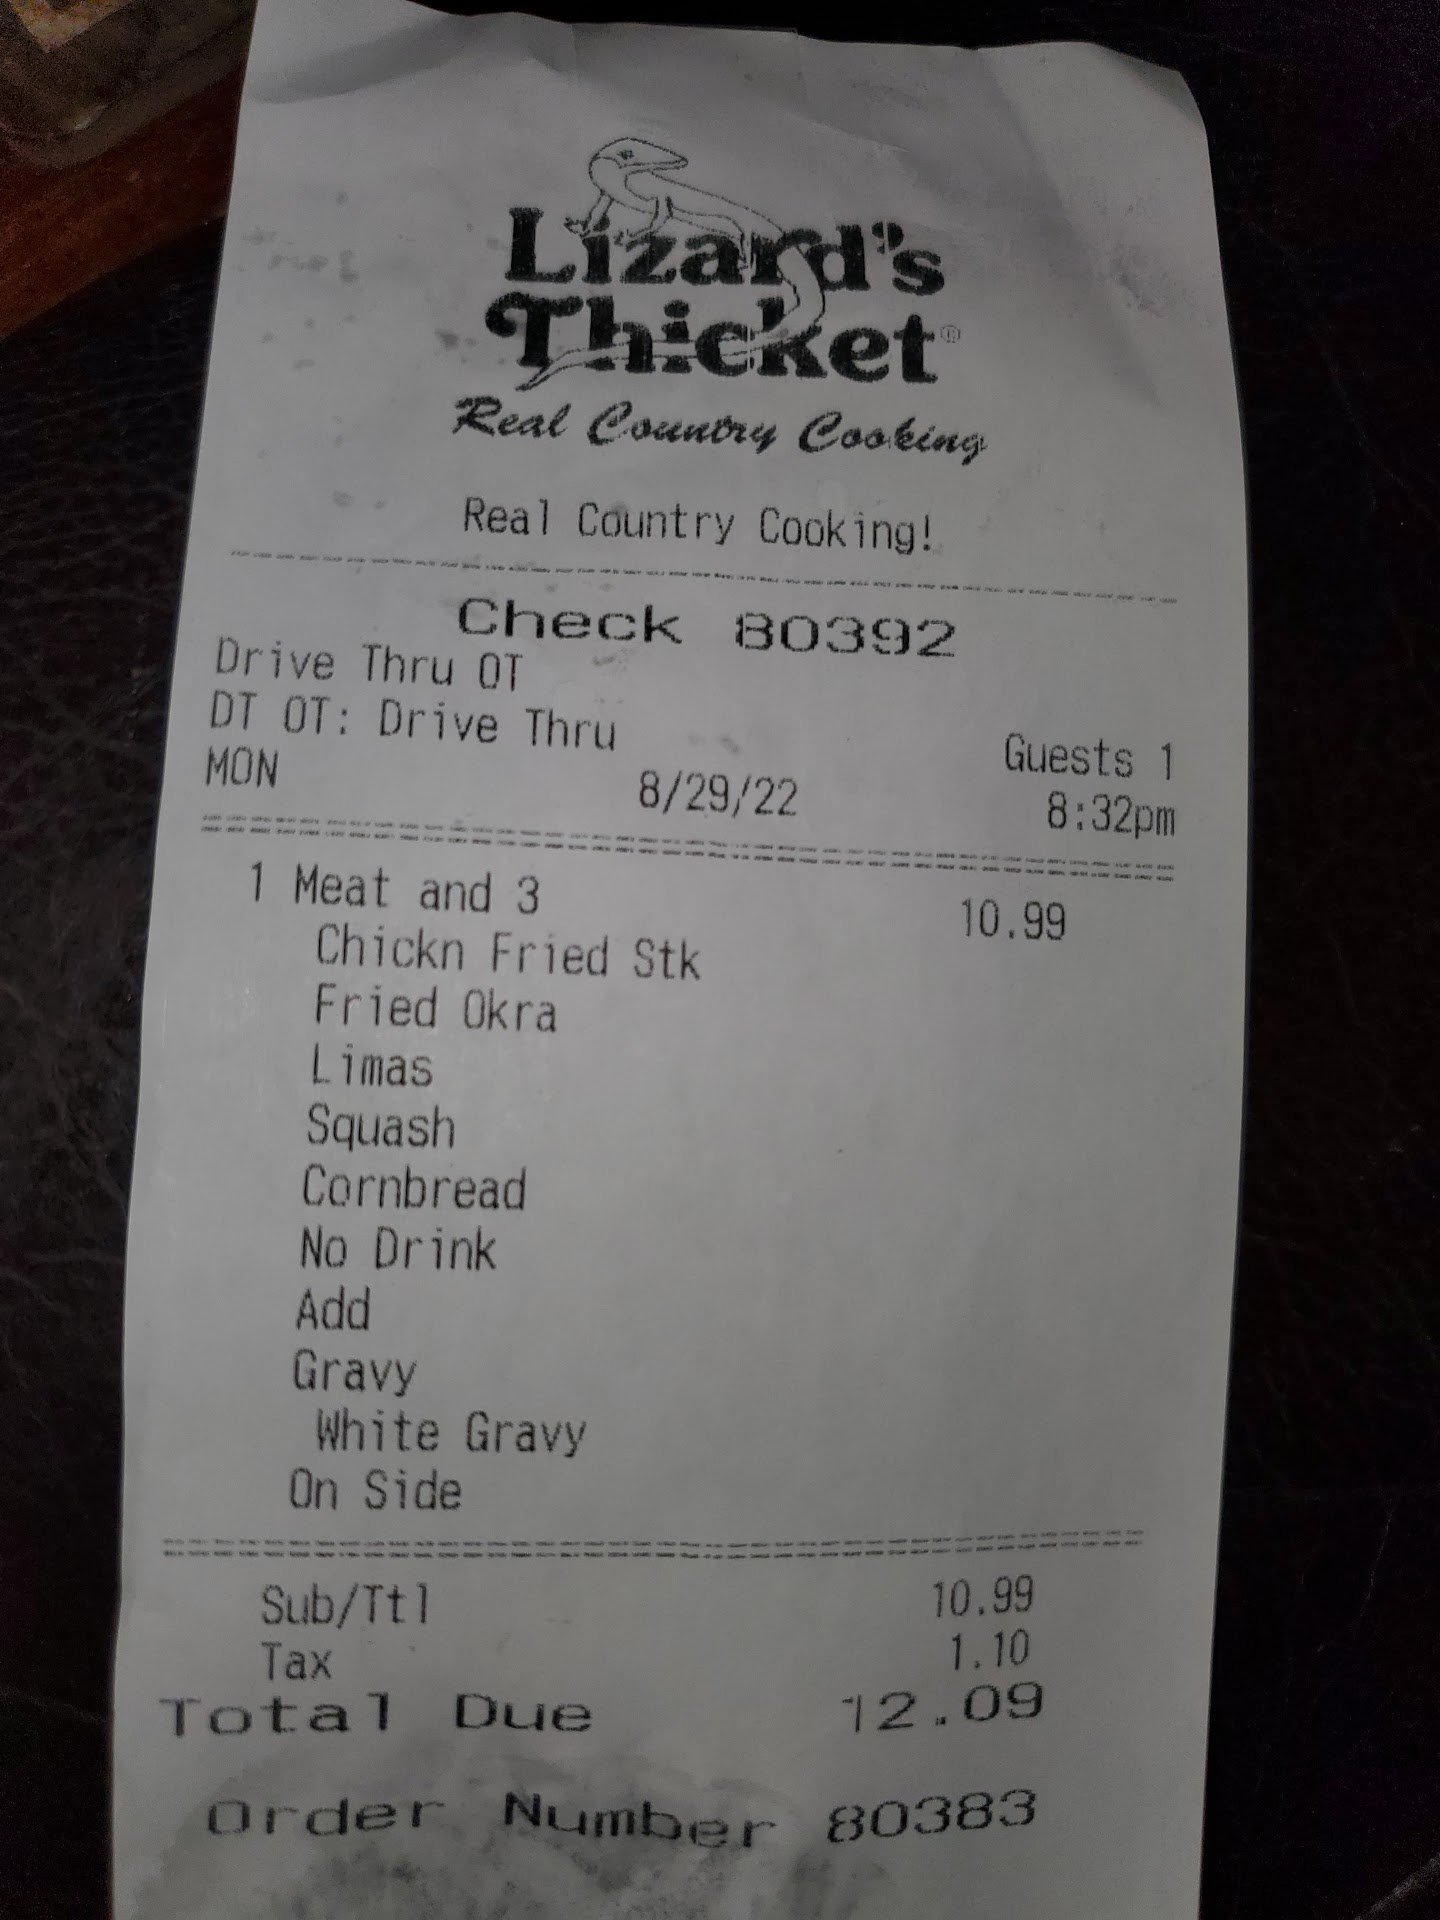 Lizard's
Thicket®
Real Country Cooking
Real Country Cooking!
Check 80392
Drive Thru OT
DT OT: Drive Thru
Guests 1
MON 8/29/22 8:32pm
1 Meat and 3 10.99
Chickn Fried Stk
Fried Okra
Limas
Squash
Cornbread
No Drink
Add
Gravy
White Gravy
On Side
Sub/Ttl 10.99
Tax 1.10
Total Due 12.09
Order Number 80383